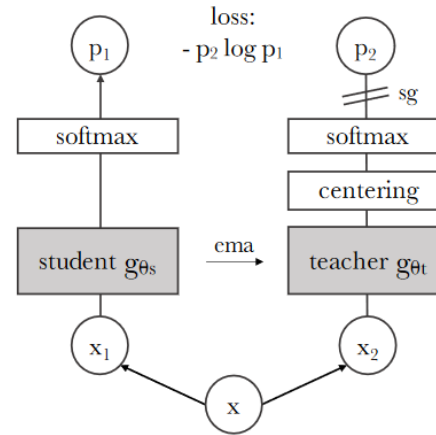 loss:
- p₂ log p₁
p₁
p₂
sg
softmax
softmax
centering
student gθs
ema
teacher gθt
x₁
x₂
x